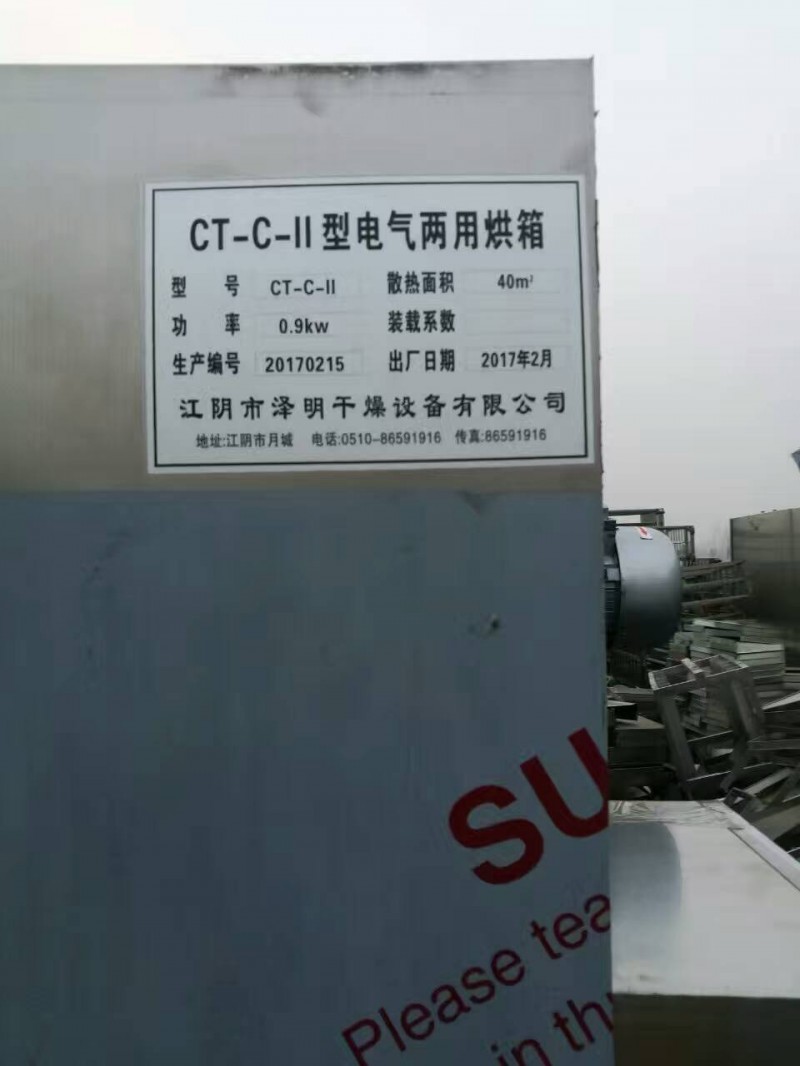 CT-C-II型电气两用烘箱
型 号 CT-C-II 散热面积 40m²
功 率 0.9kw 装载系数
生产编号 20170215 出厂日期 2017年2月
江阴市泽明干燥设备有限公司
地址:江阴市月城 电话:0510-86591916 传真:86591916
SU
Please tea
in th